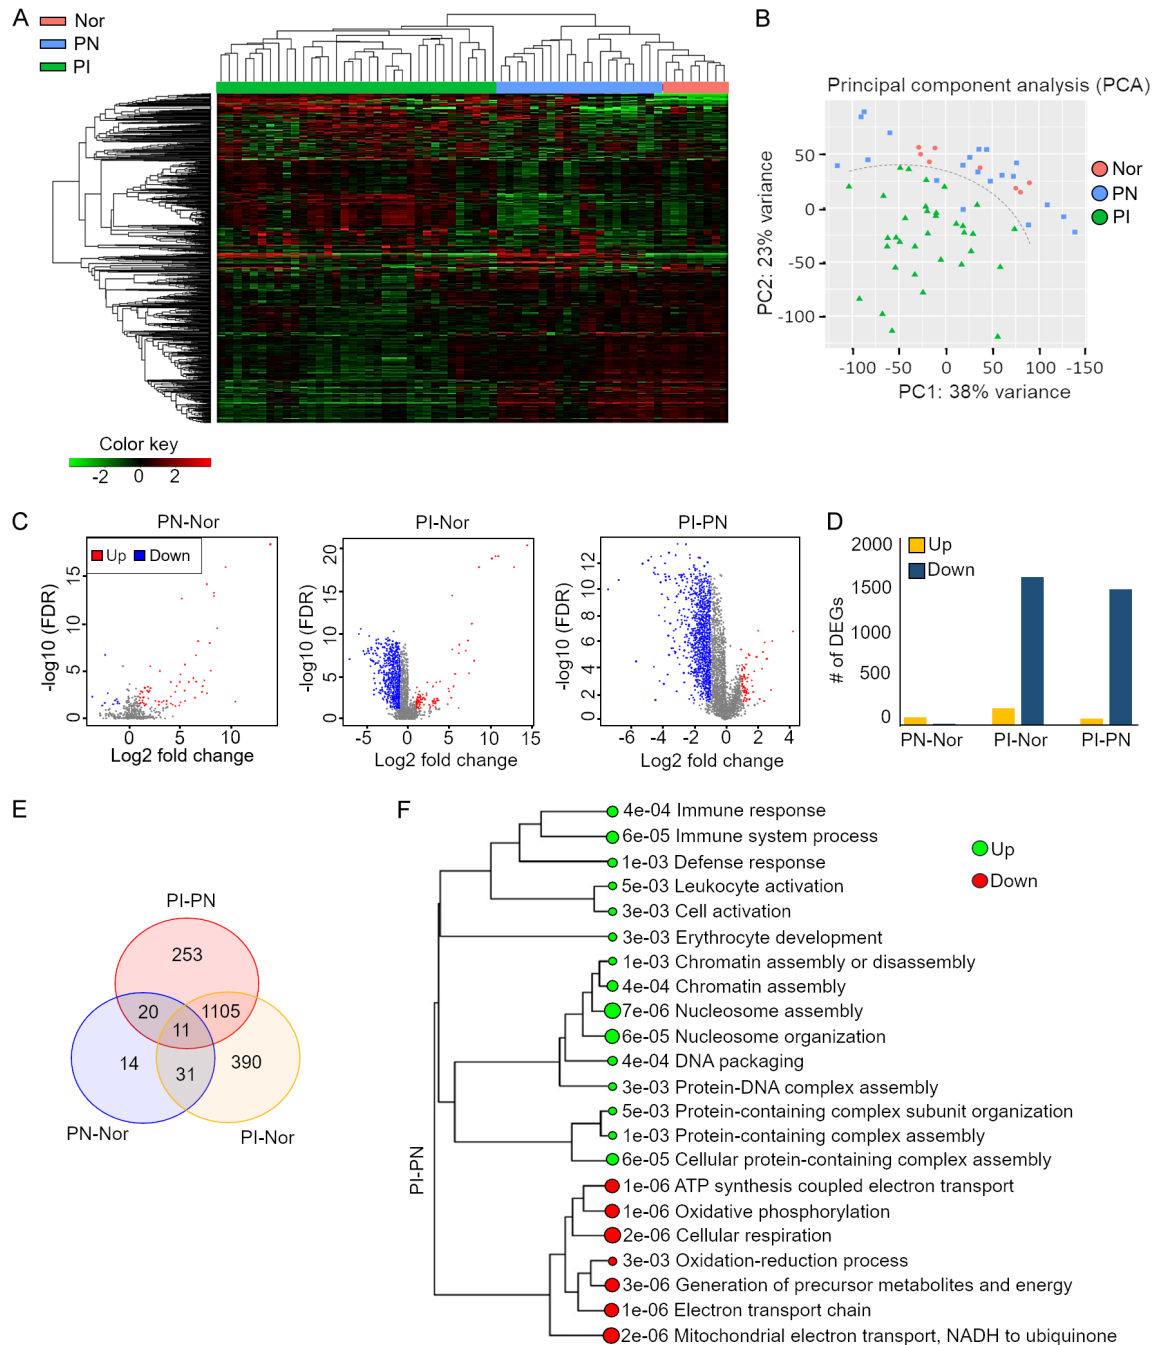 A
Nor
PN
PI
Color key
-2 0 2
B
Principal component analysis (PCA)
PC2: 23% variance
50
0
-50
-100
-100 -50 0 50 100 -150
PC1: 38% variance
Nor
PN
PI
C
PN-Nor
Up Down
-log10 (FDR)
15
10
5
0
0 5 10
Log2 fold change
PI-Nor
-log10 (FDR)
20
15
10
5
0
-5 0 5 10 15
Log2 fold change
PI-PN
-log10 (FDR)
12
10
8
6
4
2
0
-6 -4 -2 0 2 4
Log2 fold change
D
Up
Down
# of DEGs
2000
1500
1000
500
0
PN-Nor PI-Nor PI-PN
E
PI-PN
253
20 1105
11
14 31 390
PN-Nor
PI-Nor
F
Up
Down
PI-PN
4e-04 Immune response
6e-05 Immune system process
1e-03 Defense response
5e-03 Leukocyte activation
3e-03 Cell activation
3e-03 Erythrocyte development
1e-03 Chromatin assembly or disassembly
4e-04 Chromatin assembly
7e-06 Nucleosome assembly
6e-05 Nucleosome organization
4e-04 DNA packaging
3e-03 Protein-DNA complex assembly
5e-03 Protein-containing complex subunit organization
1e-03 Protein-containing complex assembly
6e-05 Cellular protein-containing complex assembly
1e-06 ATP synthesis coupled electron transport
1e-06 Oxidative phosphorylation
2e-06 Cellular respiration
3e-03 Oxidation-reduction process
3e-06 Generation of precursor metabolites and energy
1e-06 Electron transport chain
2e-06 Mitochondrial electron transport, NADH to ubiquinone